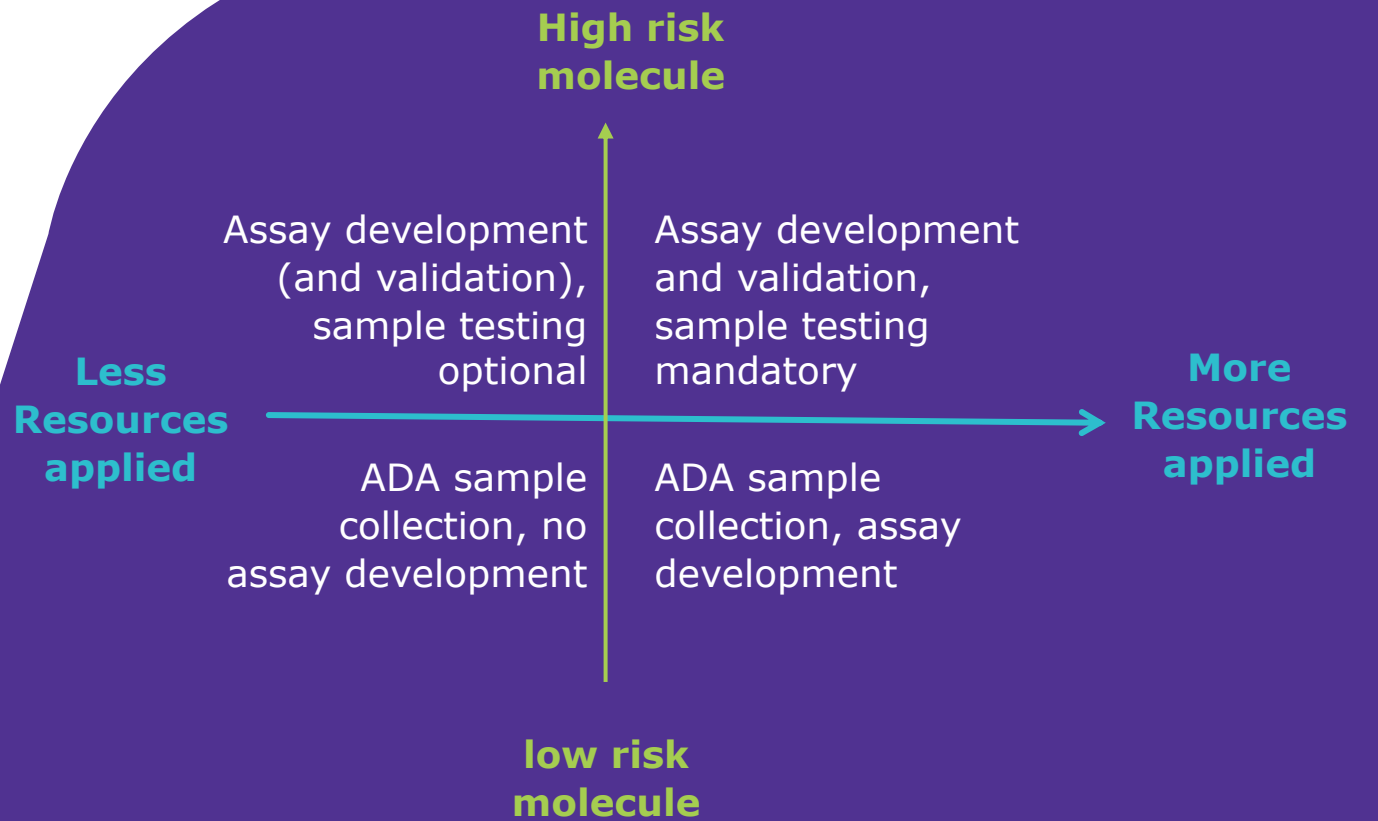 High risk
molecule
Assay development
(and validation),
sample testing
optional
Assay development
and validation,
sample testing
mandatory
Less
Resources
applied
More
Resources
applied
ADA sample
collection, no
assay development
ADA sample
collection, assay
development
low risk
molecule